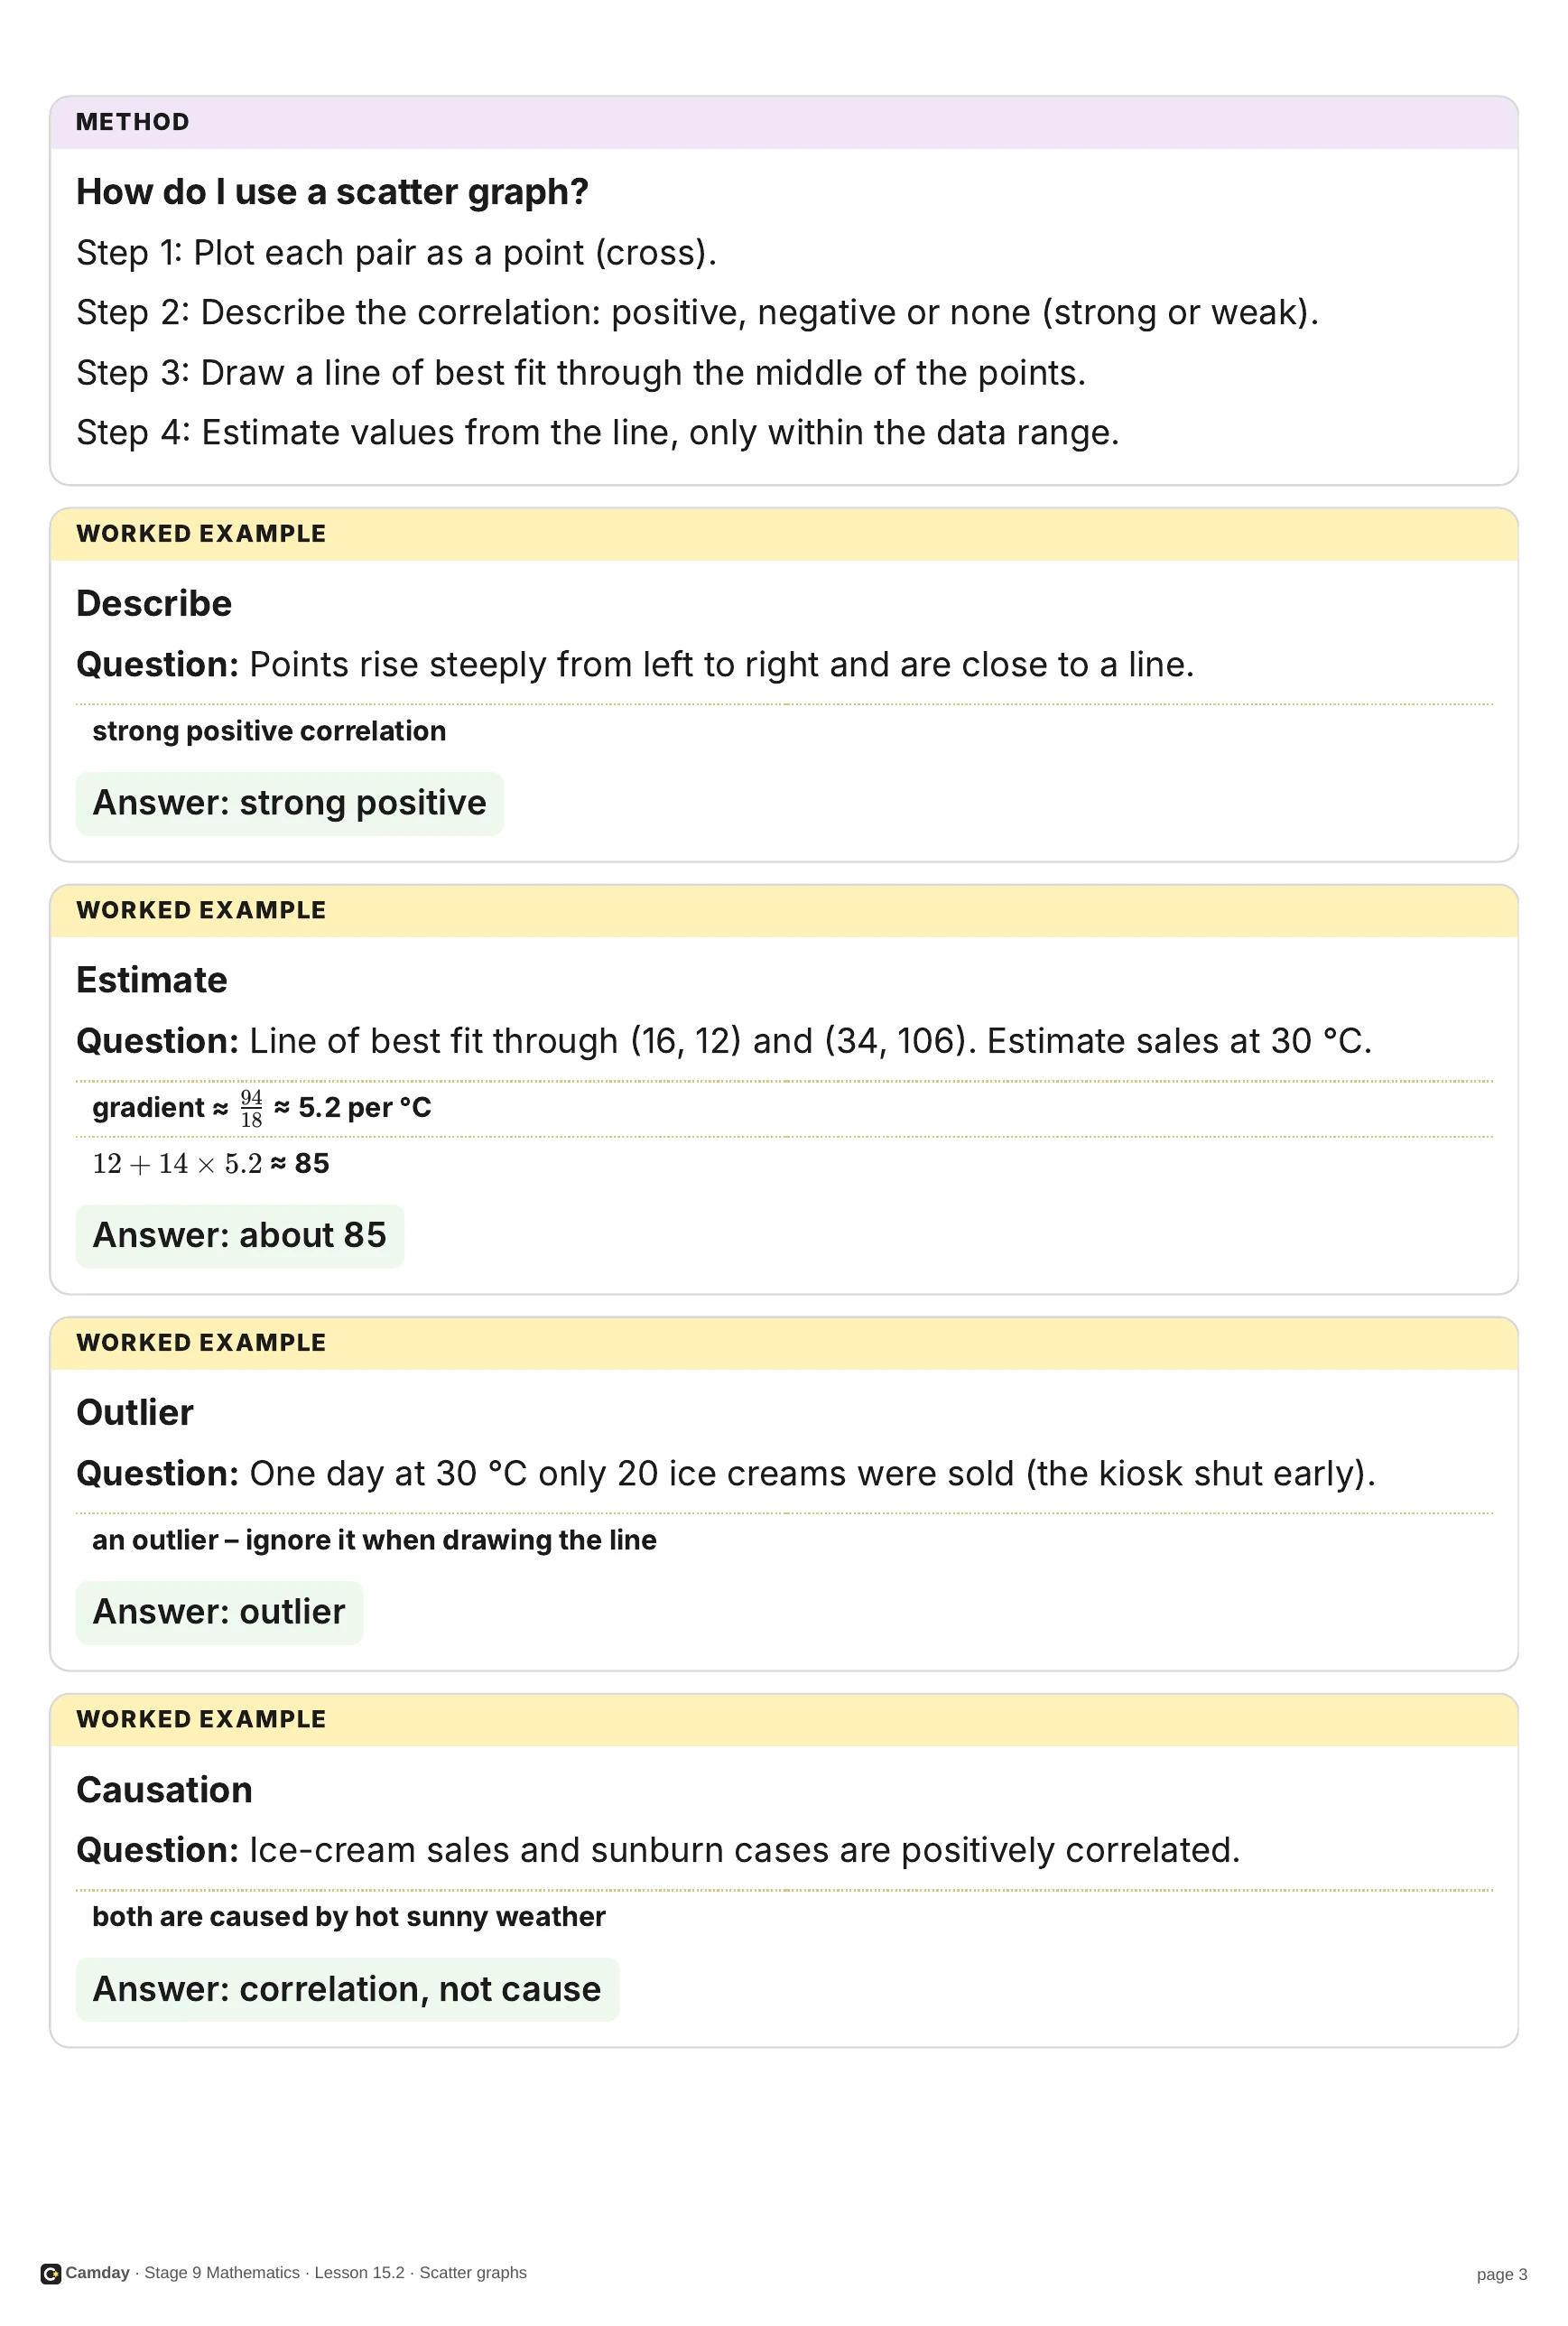 METHOD
How do I use a scatter graph?
Step 1: Plot each pair as a point (cross).
Step 2: Describe the correlation: positive, negative or none (strong or weak).
Step 3: Draw a line of best fit through the middle of the points.
Step 4: Estimate values from the line, only within the data range.
WORKED EXAMPLE
Describe
Question: Points rise steeply from left to right and are close to a line.
strong positive correlation
Answer: strong positive
WORKED EXAMPLE
Estimate
Question: Line of best fit through (16, 12) and (34, 106). Estimate sales at 30 °C.
gradient ≈ 94/18 ≈ 5.2 per °C
12 + 14 × 5.2 ≈ 85
Answer: about 85
WORKED EXAMPLE
Outlier
Question: One day at 30 °C only 20 ice creams were sold (the kiosk shut early).
an outlier – ignore it when drawing the line
Answer: outlier
WORKED EXAMPLE
Causation
Question: Ice-cream sales and sunburn cases are positively correlated.
both are caused by hot sunny weather
Answer: correlation, not cause
Camday · Stage 9 Mathematics · Lesson 15.2 · Scatter graphs
page 3